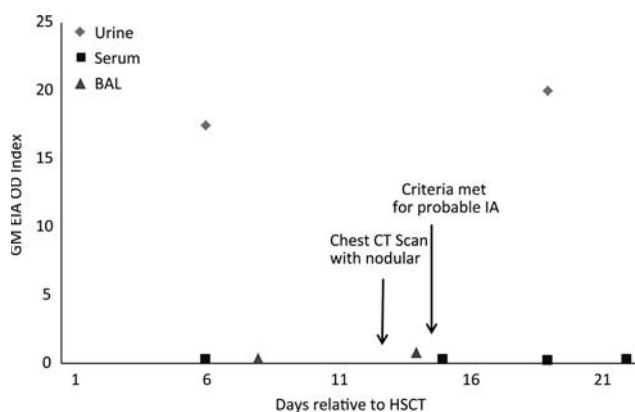 25
20
15
10
5
0
GM EIA OD Index
Urine
Serum
BAL
Criteria met
for probable IA
Chest CT Scan
with nodular
1 6 11 16 21
Days relative to HSCT